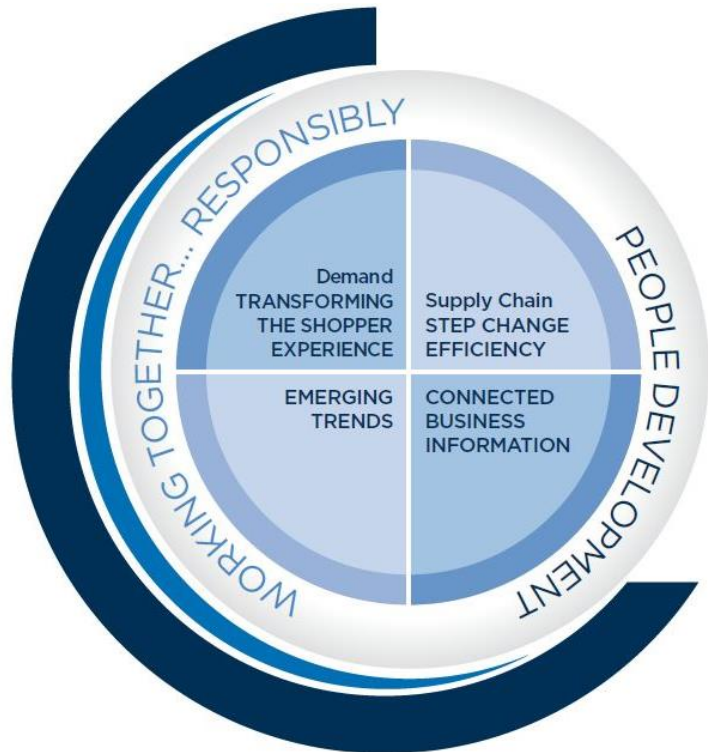 WORKING TOGETHER... RESPONSIBLY
PEOPLE DEVELOPMENT
Demand
TRANSFORMING
THE SHOPPER
EXPERIENCE
Supply Chain
STEP CHANGE
EFFICIENCY
EMERGING
TRENDS
CONNECTED
BUSINESS
INFORMATION